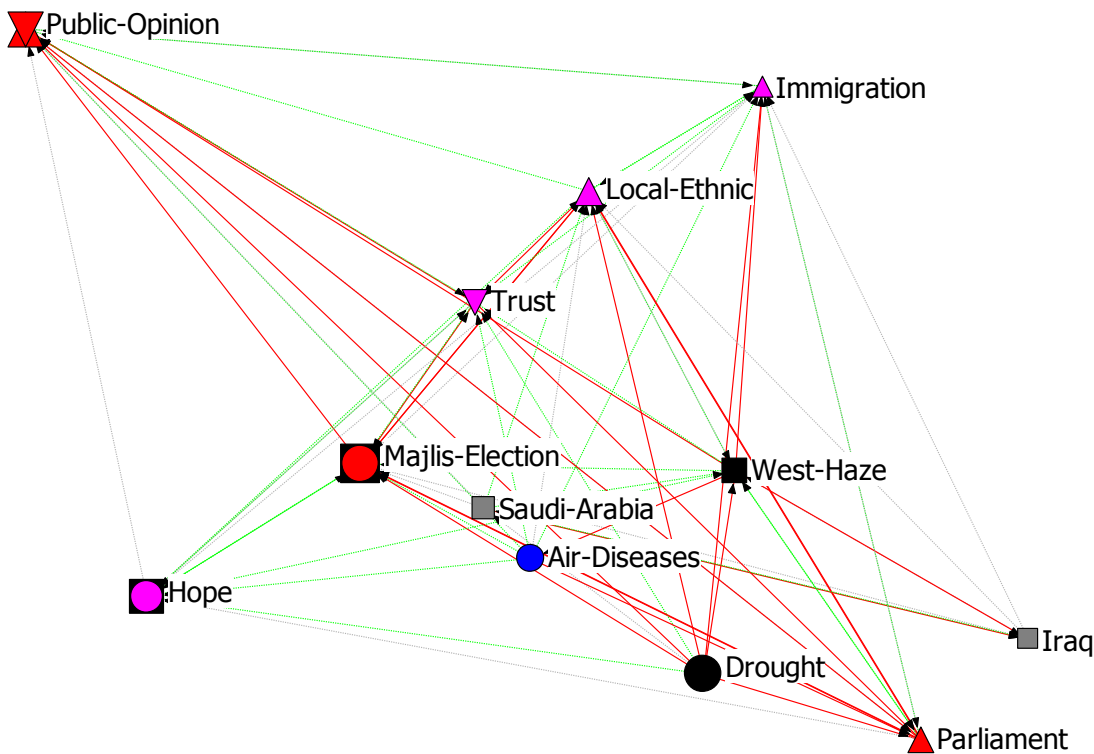 Public-Opinion
Immigration
Local-Ethnic
Trust
Majlis-Election
West-Haze
Saudi-Arabia
Air-Diseases
Hope
Iraq
Drought
Parliament